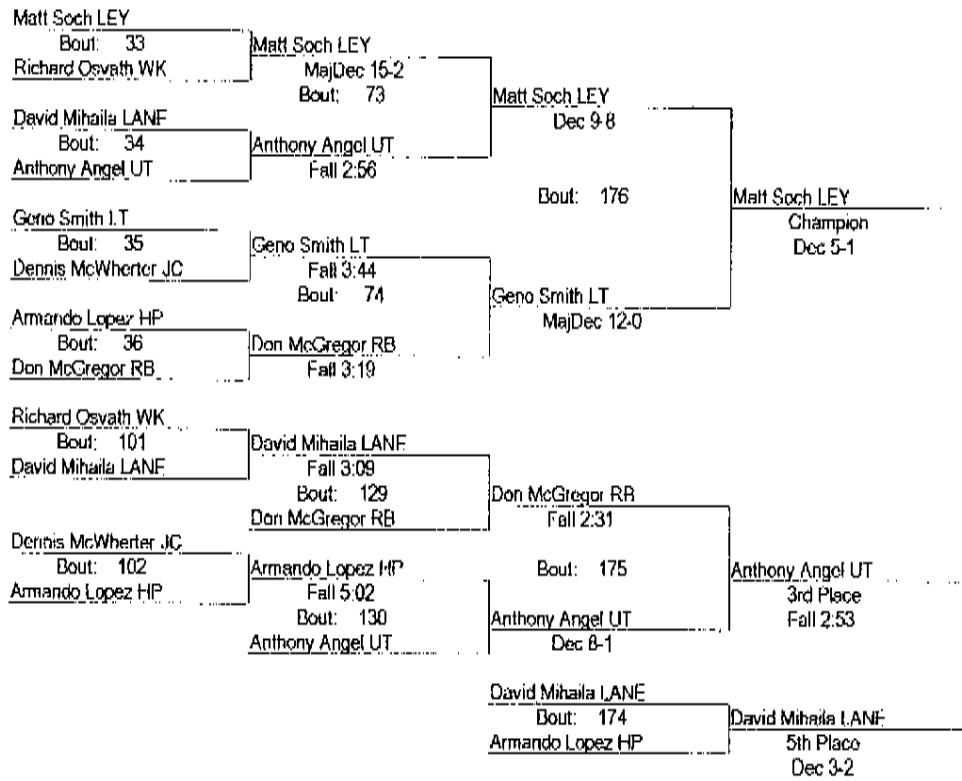 Matt Soch LEY
Bout: 33
Richard Osvath WK
Matt Soch LEY
MajDec 15-2
Bout: 73
David Mihaila LANE
Bout: 34
Anthony Angel UT
Anthony Angel UT
Fall 2:56
Matt Soch LEY
Dec 9-8
Bout: 176
Geno Smith LT
Bout: 35
Dennis McWherter JC
Geno Smith LT
Fall 3:44
Bout: 74
Armando Lopez HP
Bout: 36
Don McGregor RB
Don McGregor RB
Fall 3:19
Geno Smith LT
MajDec 12-0
Matt Soch LEY
Champion
Dec 5-1
Richard Osvath WK
Bout: 101
David Mihaila LANE
David Mihaila LANE
Fall 3:09
Bout: 129
Don McGregor RB
Don McGregor RB
Fall 2:31
Bout: 175
Dennis McWherter JC
Bout: 102
Armando Lopez HP
Armando Lopez HP
Fall 5:02
Bout: 130
Anthony Angel UT
Anthony Angel UT
Dec 8-1
Anthony Angel UT
3rd Place
Fall 2:53
David Mihaila LANE
Bout: 174
Armando Lopez HP
David Mihaila LANE
5th Place
Dec 3-2